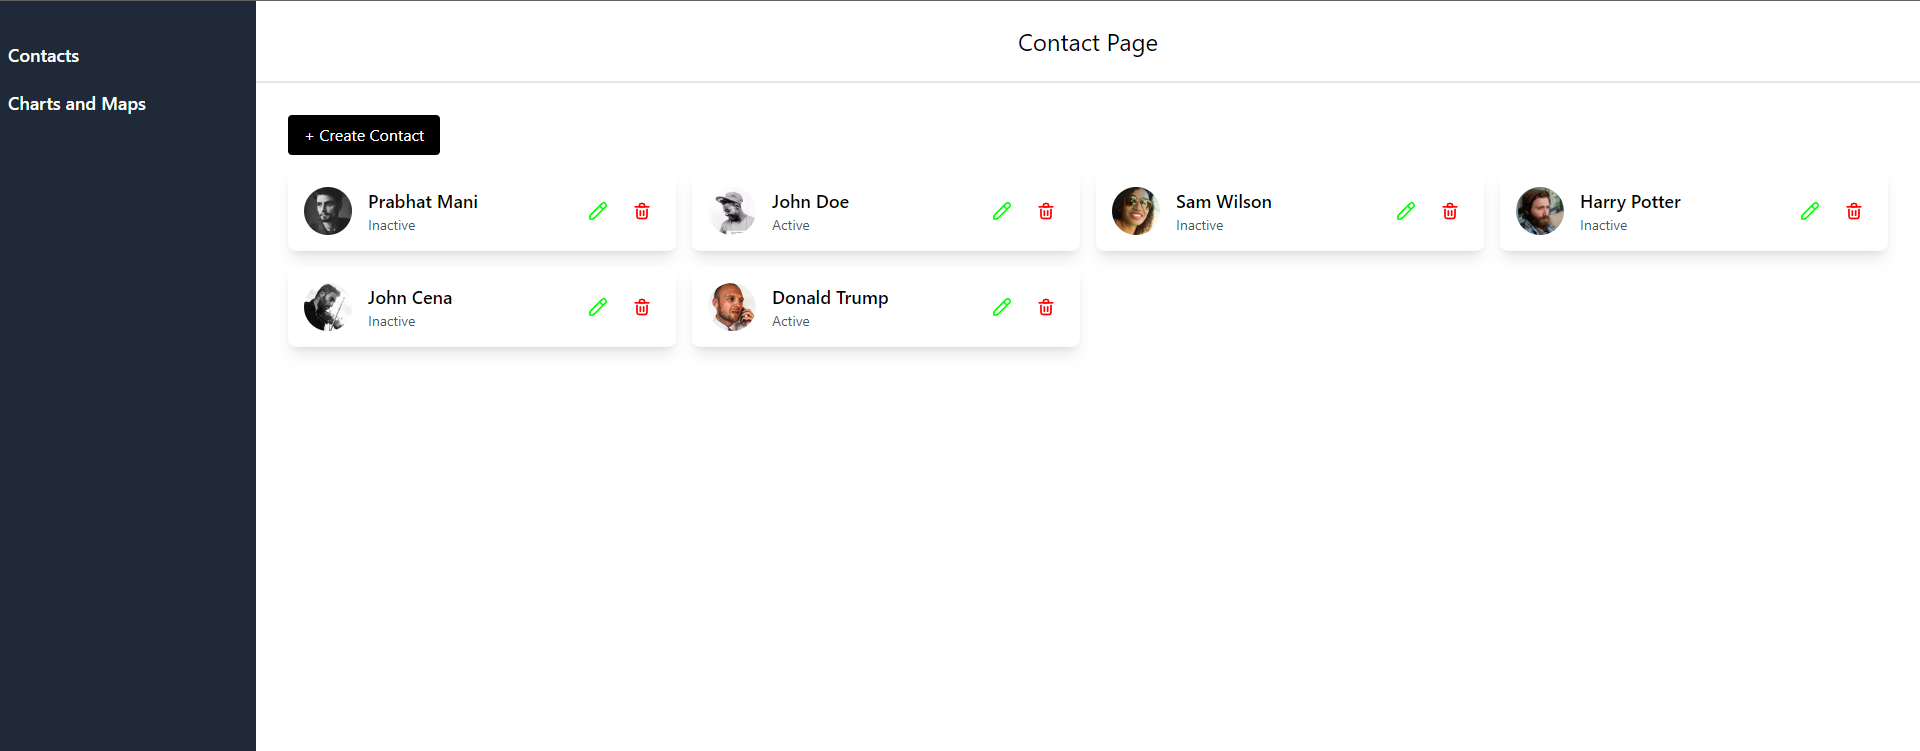 Contacts
Charts and Maps
Contact Page
+ Create Contact
Prabhat Mani
Inactive
John Doe
Active
Sam Wilson
Inactive
Harry Potter
Inactive
John Cena
Inactive
Donald Trump
Active